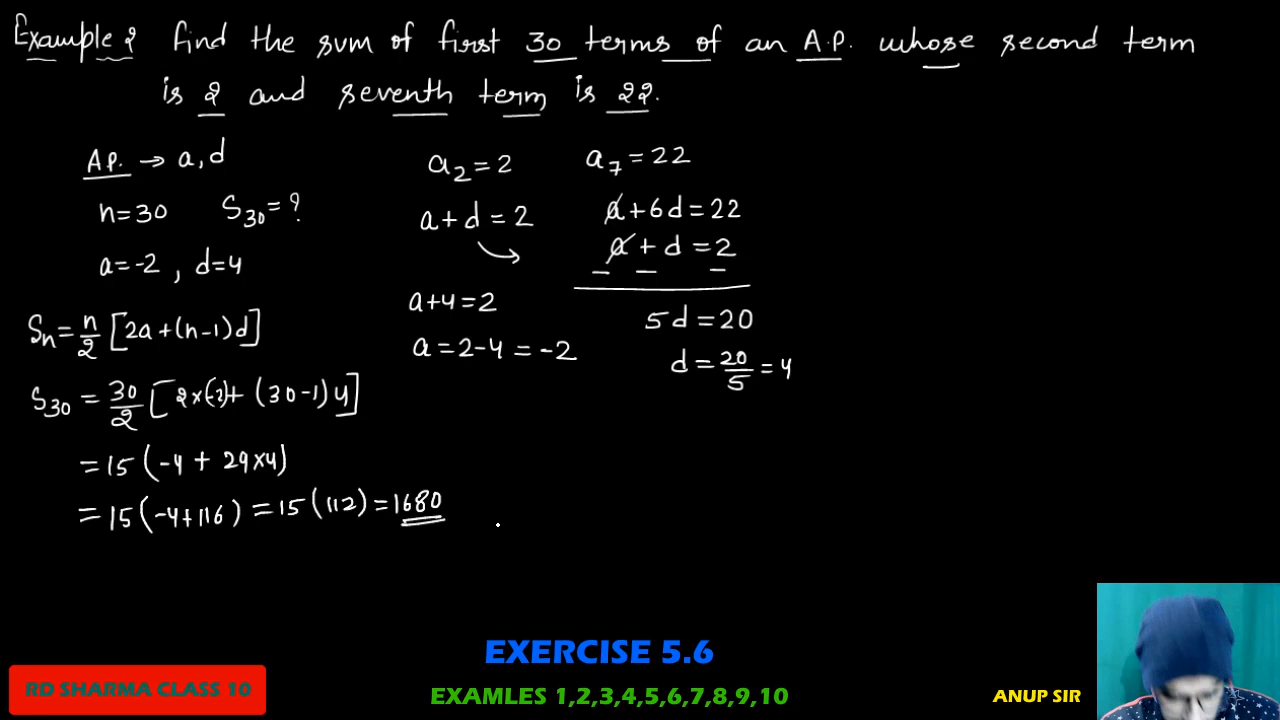 Example 2 find the sum of first 30 terms of an A.P. whose second term
is 2 and seventh term is 22.
A.P. → a, d
n=30 S₃₀=?
a=-2 , d=4
Sₙ=n/2 [2a+(n-1)d]
S₃₀ = 30/2 [2×(-2)+ (30-1)4]
=15 (-4 + 29×4)
=15(-4+116) =15(112)=1680
a₂=2
a+d=2
a+4=2
a=2-4=-2
a₇=22
a+6d=22
a+d=2
- - -
5d=20
d=20/5=4
EXERCISE 5.6
RD SHARMA CLASS 10
EXAMLES 1,2,3,4,5,6,7,8,9,10
ANUP SIR